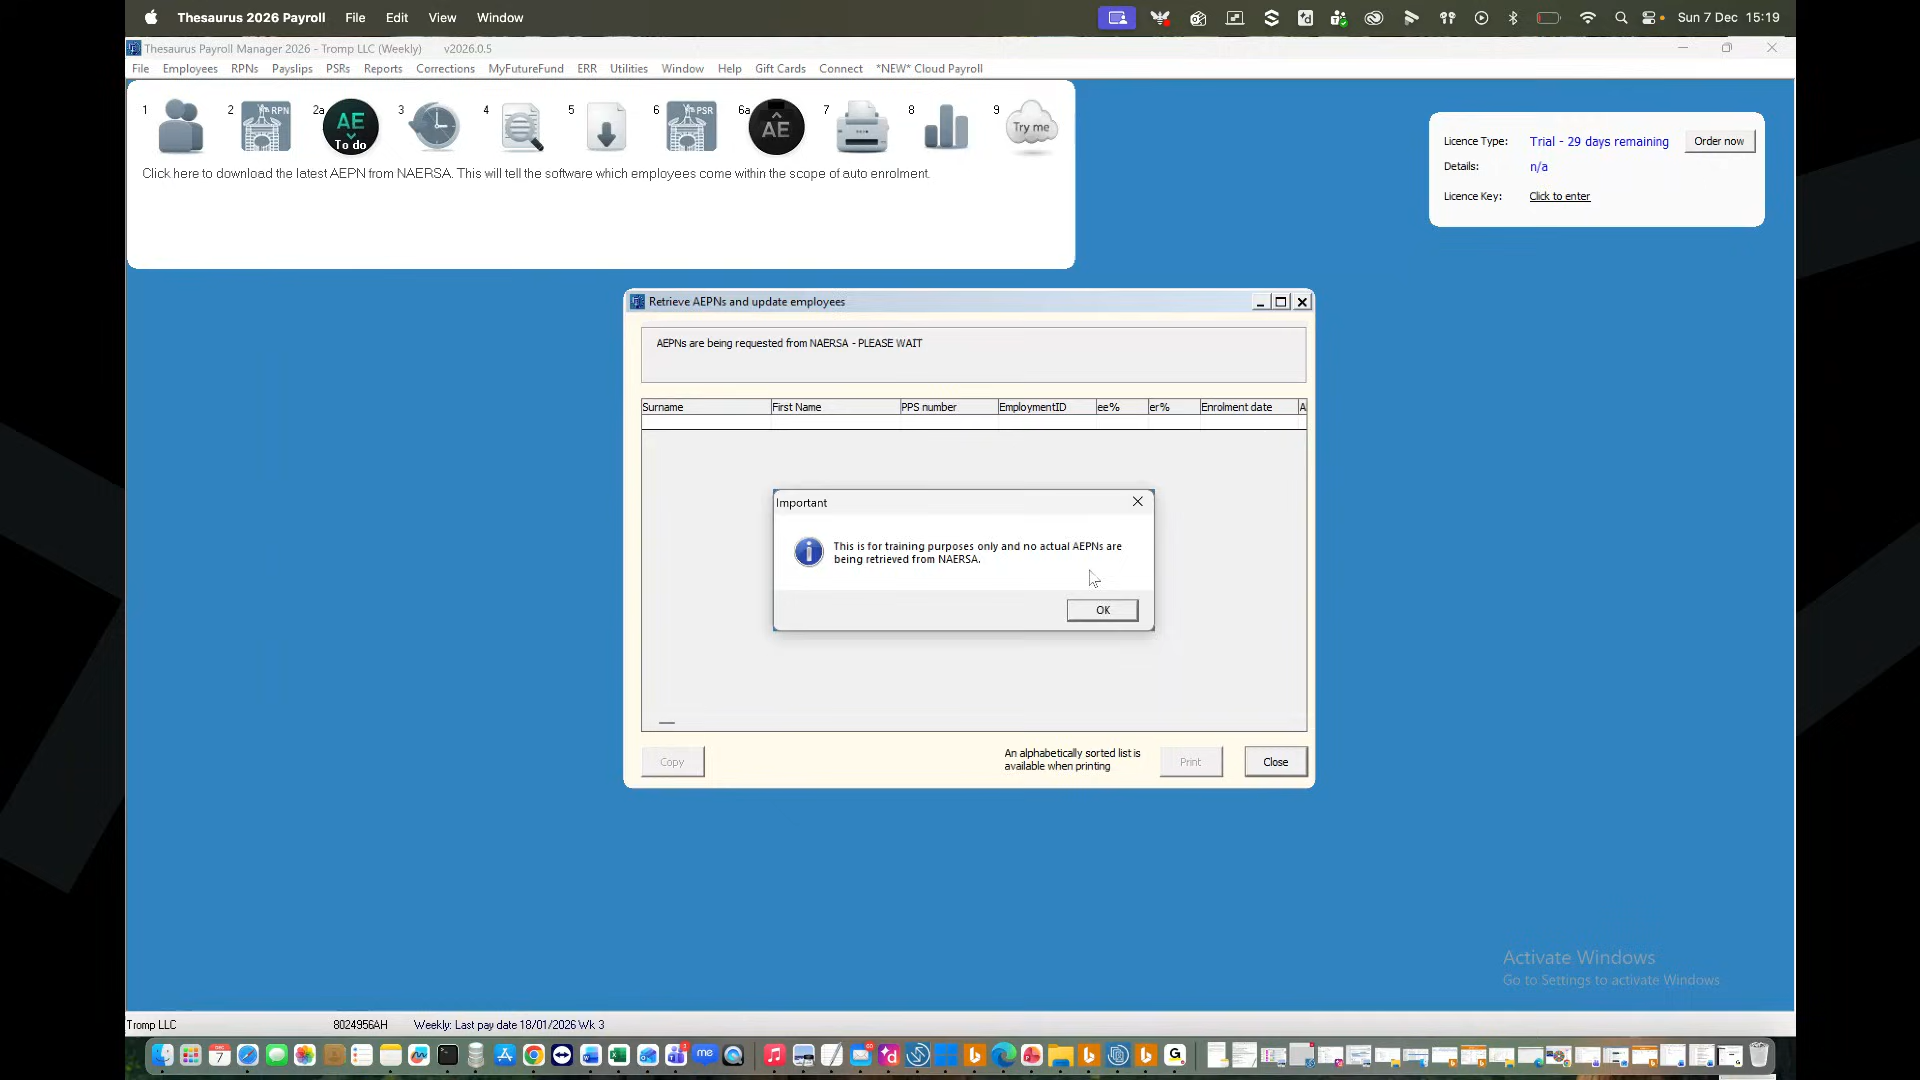 Thesaurus 2026 Payroll File Edit View Window Sun 7 Dec 15:19
Thesaurus Payroll Manager 2026 - Tromp LLC (Weekly) v2026.0.5
File Employees RPNs Payslips PSRs Reports Corrections MyFutureFund ERR Utilities Window Help Gift Cards Connect *NEW* Cloud Payroll
1 2 RPN 2a AE To do 3 4 5 6 PSR 6a AE 7 8 9 Try me
Click here to download the latest AEPN from NAERSA. This will tell the software which employees come within the scope of auto enrolment.
Licence Type: Trial - 29 days remaining Order now
Details: n/a
Licence Key: Click to enter
Retrieve AEPNs and update employees
AEPNs are being requested from NAERSA - PLEASE WAIT
Surname First Name PPS number EmploymentID ee% er% Enrolment date A
Important
This is for training purposes only and no actual AEPNs are
being retrieved from NAERSA.
OK
Copy
An alphabetically sorted list is
available when printing
Print Close
Activate Windows
Go to Settings to activate Windows
Tromp LLC 8024956AH Weekly: Last pay date 18/01/2026 Wk 3